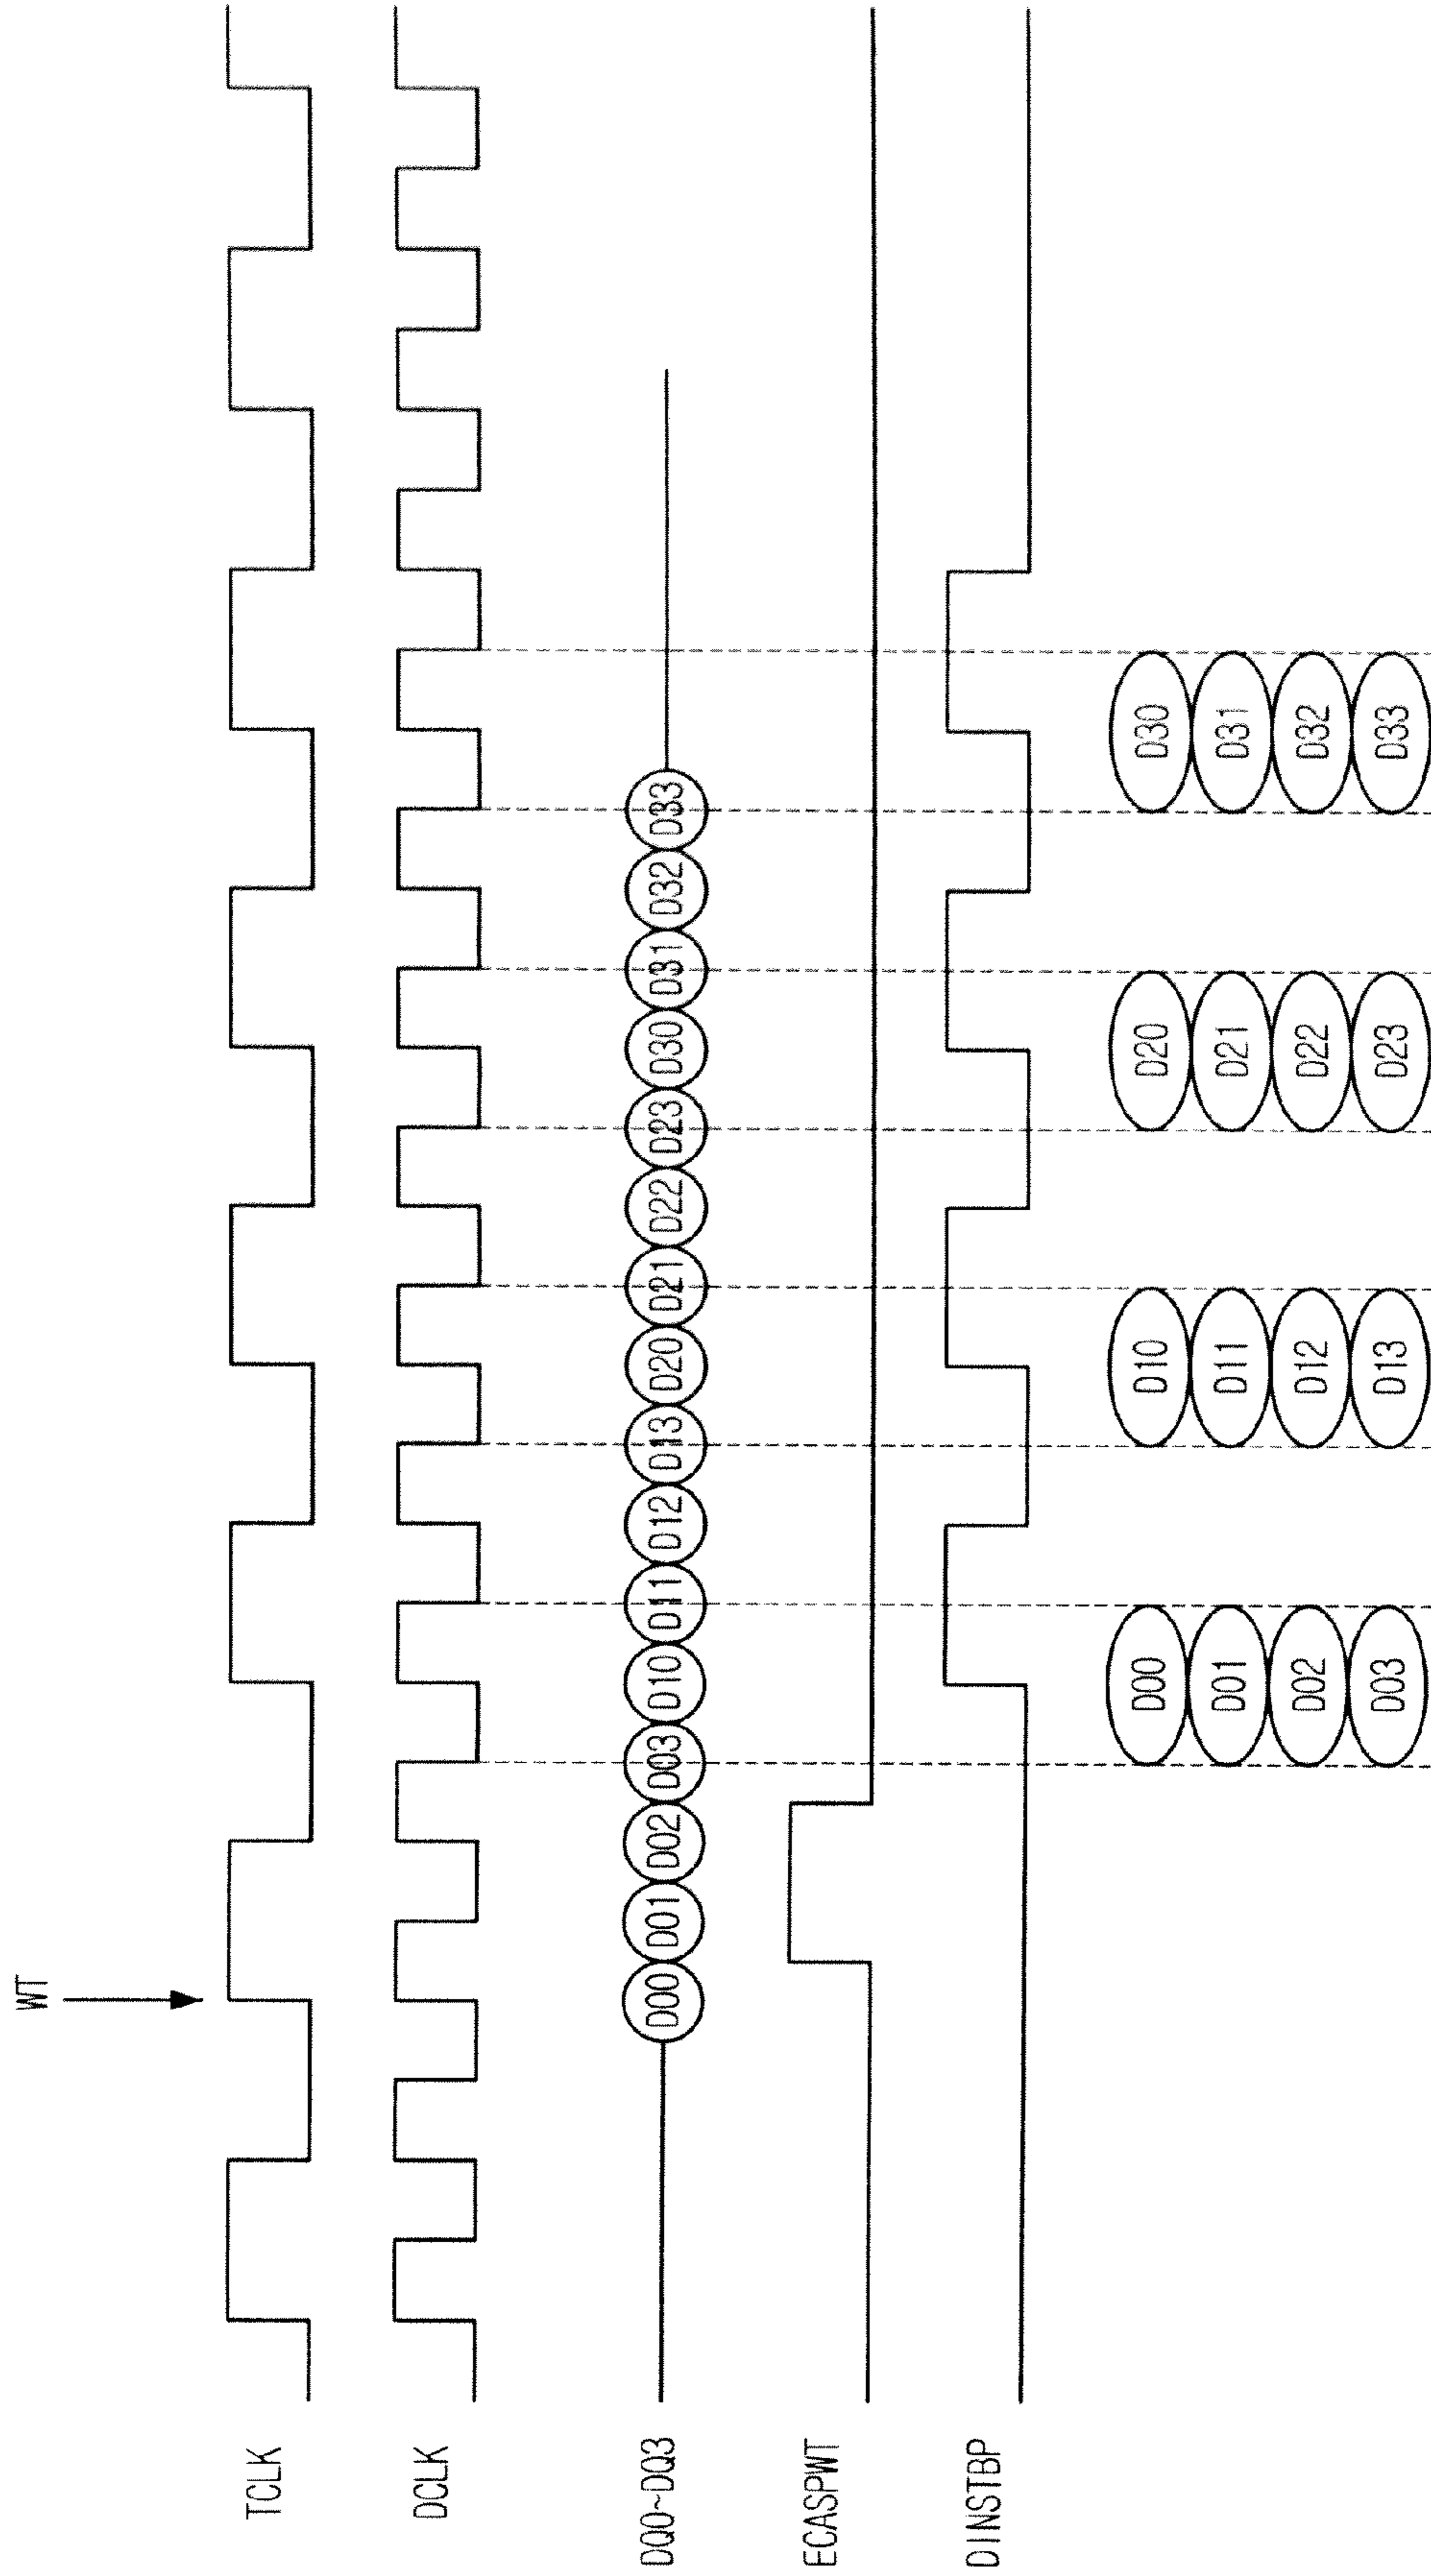 WT
TCLK
DCLK
DQ0~DQ3 D00 D01 D02 D03 D10 D11 D12 D13 D20 D21 D22 D23 D30 D31 D32 D33
ECASPWT
DINSTBP
D00 D10 D20 D30
D01 D11 D21 D31
D02 D12 D22 D32
D03 D13 D23 D33